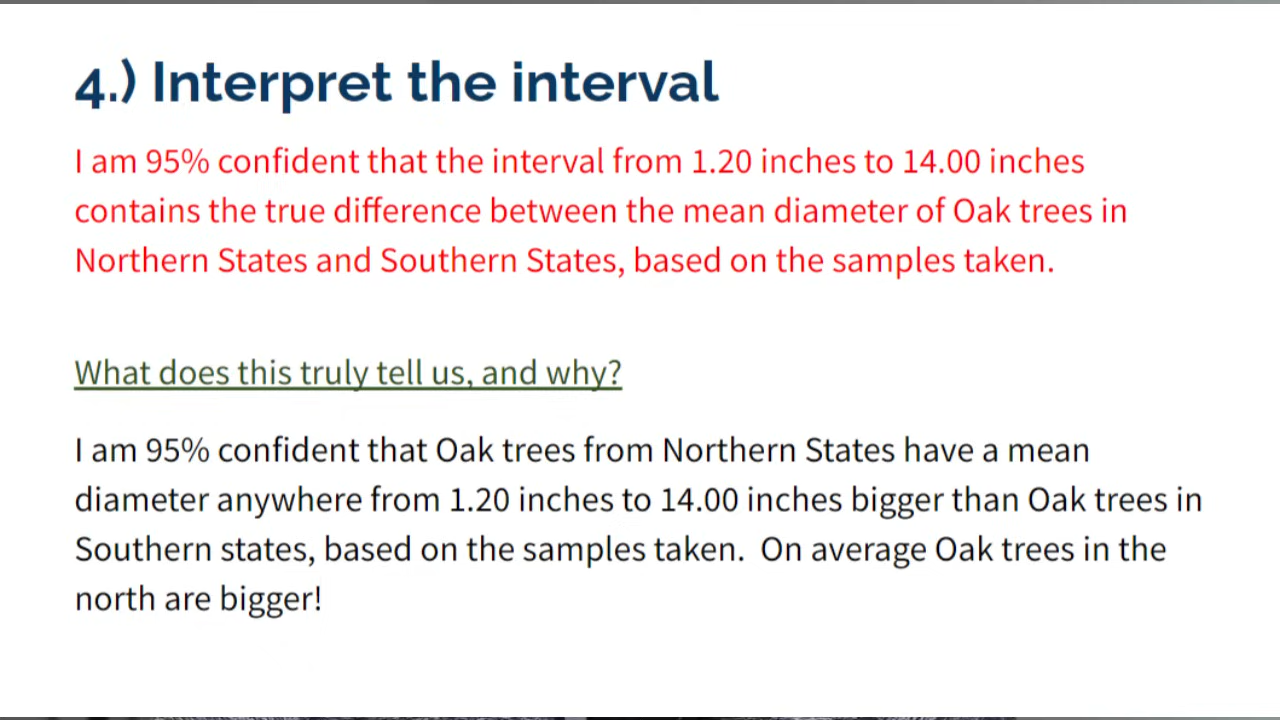 4.) Interpret the interval
I am 95% confident that the interval from 1.20 inches to 14.00 inches
contains the true difference between the mean diameter of Oak trees in
Northern States and Southern States, based on the samples taken.
What does this truly tell us, and why?
I am 95% confident that Oak trees from Northern States have a mean
diameter anywhere from 1.20 inches to 14.00 inches bigger than Oak trees in
Southern states, based on the samples taken.  On average Oak trees in the
north are bigger!